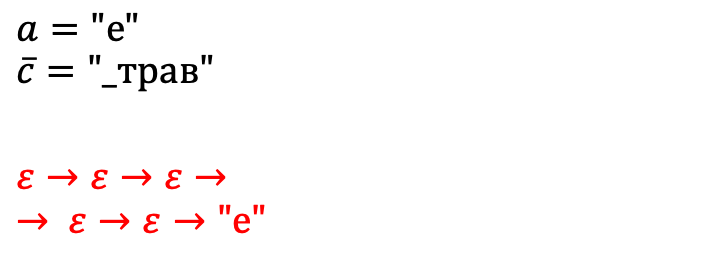 a = "е"
c̄ = "_трав"
ε → ε → ε →
→ ε → ε → "е"